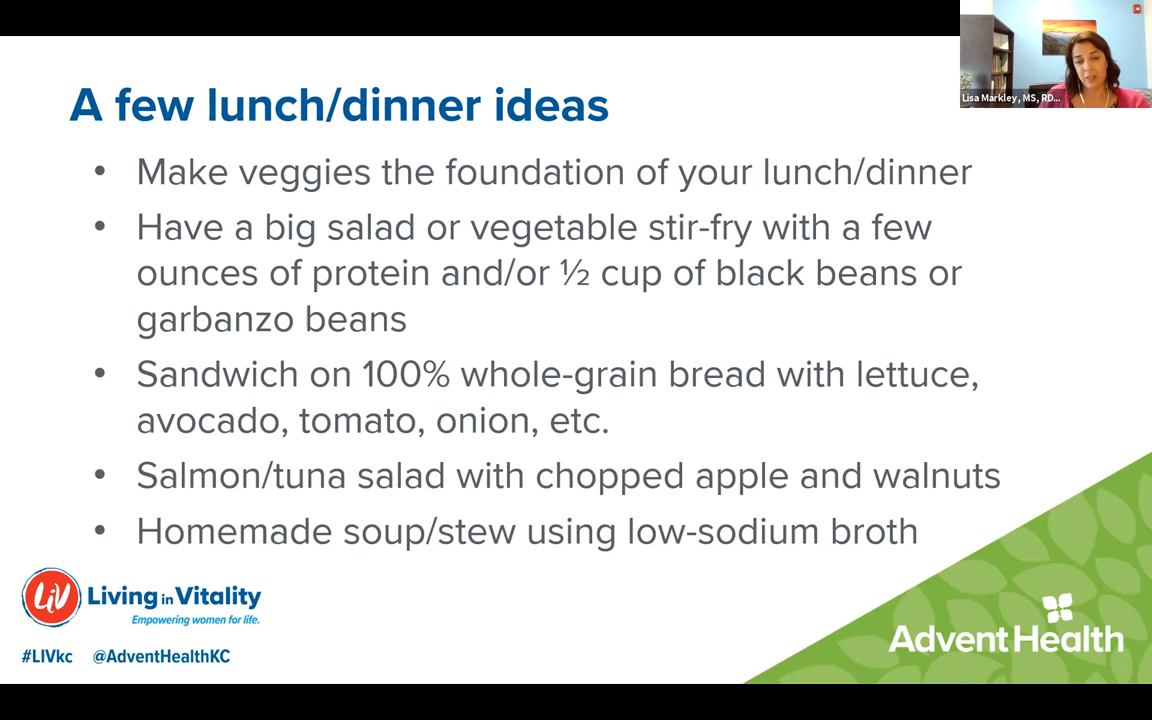 Lisa Markley, MS, RD...
A few lunch/dinner ideas
• Make veggies the foundation of your lunch/dinner
• Have a big salad or vegetable stir-fry with a few
ounces of protein and/or ½ cup of black beans or
garbanzo beans
• Sandwich on 100% whole-grain bread with lettuce,
avocado, tomato, onion, etc.
• Salmon/tuna salad with chopped apple and walnuts
• Homemade soup/stew using low-sodium broth
LiV Living in Vitality
Empowering women for life.
#LIVkc @AdventHealthKC
AdventHealth